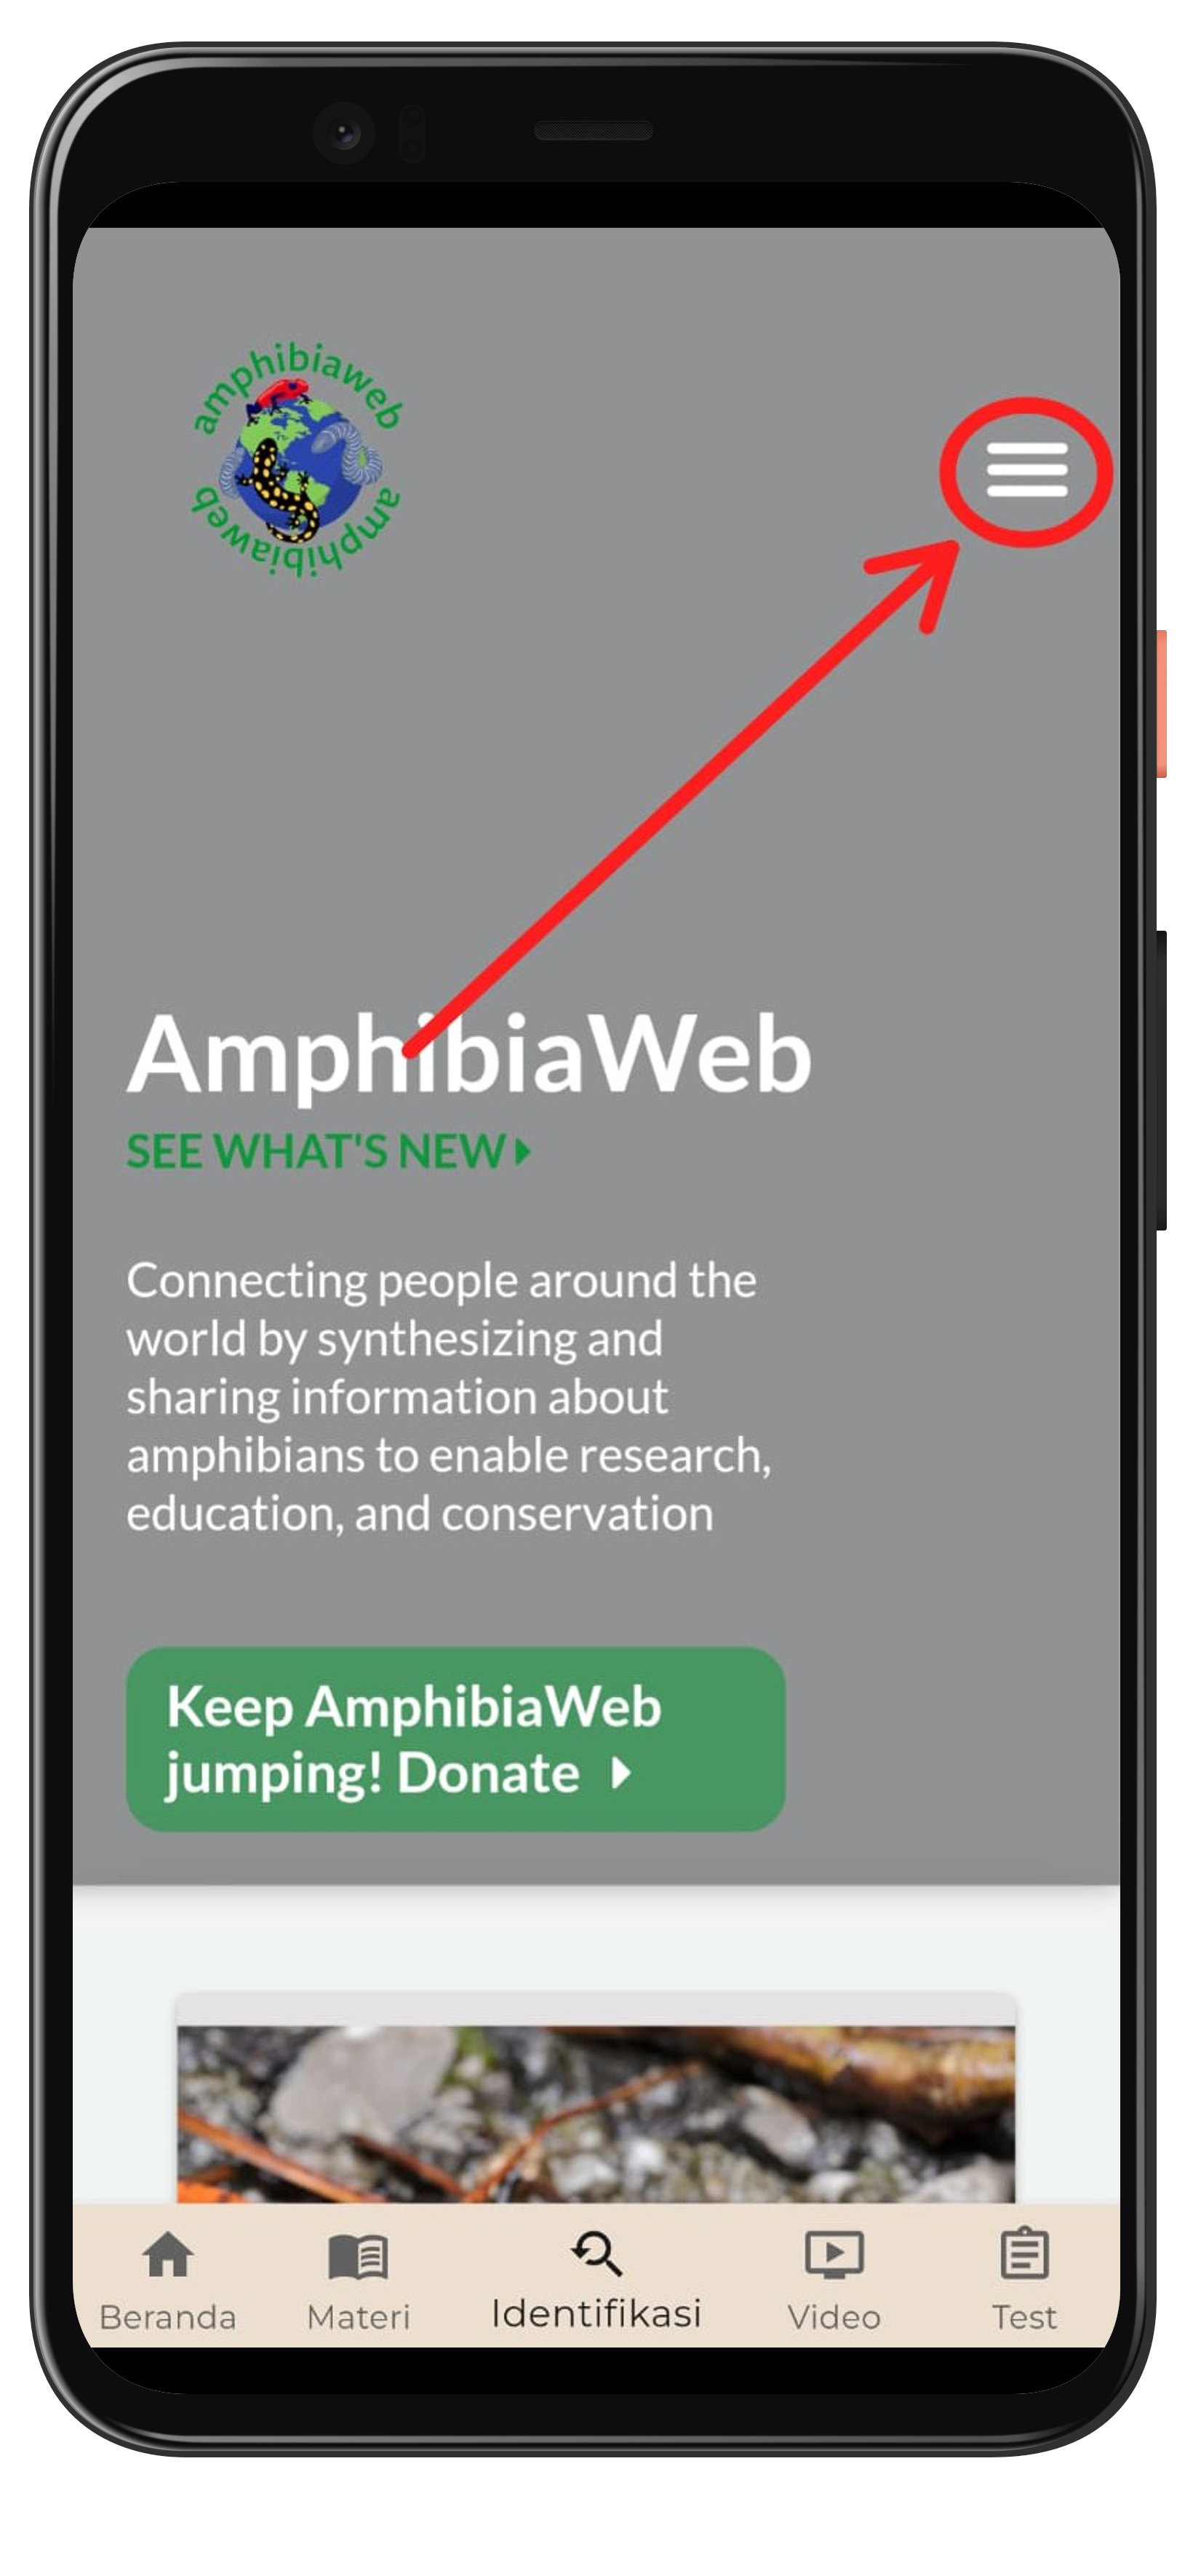 amphibiaweb
amphibiaweb
AmphibiaWeb
SEE WHAT'S NEW
Connecting people around the
world by synthesizing and
sharing information about
amphibians to enable research,
education, and conservation
Keep AmphibiaWeb
jumping! Donate
Beranda
Materi
Identifikasi
Video
Test